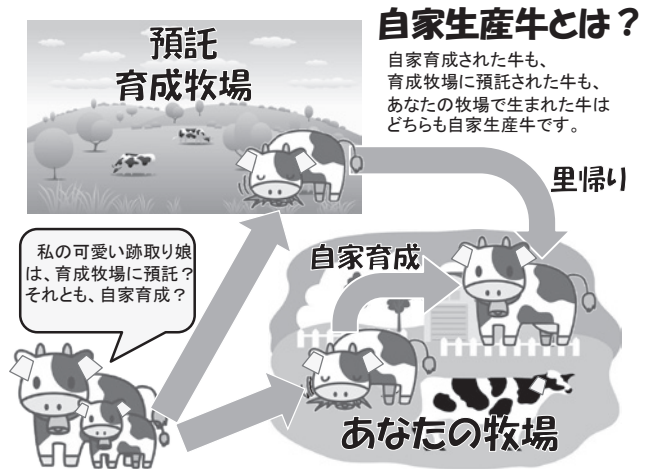 自家生産牛とは？
自家育成された牛も、
育成牧場に預託された牛も、
あなたの牧場で生まれた牛は
どちらも自家生産牛です。
預託
育成牧場
里帰り
私の可愛い跡取り娘
は、育成牧場に預託？
それとも、自家育成？
自家育成
あなたの牧場